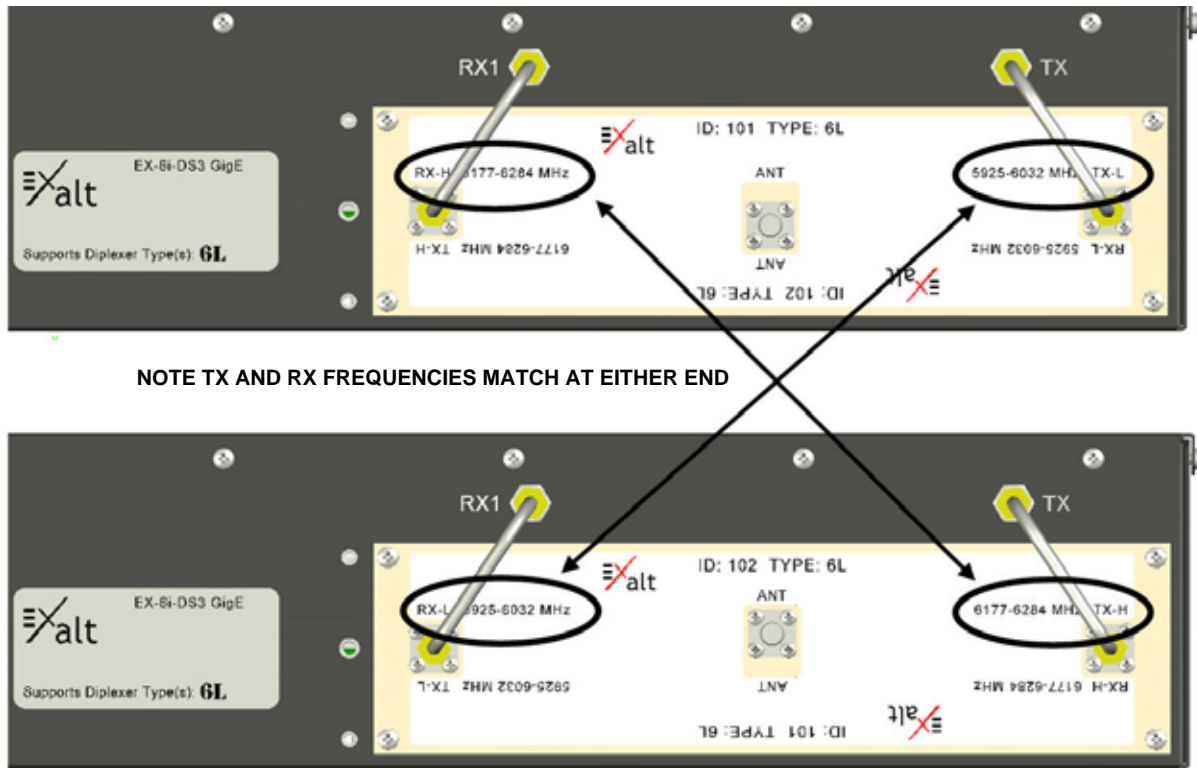 RX1 TX
ID: 101 TYPE: 6L
EXalt
EX-6i-DS3 GigE
RX-H 6177-6284 MHz
ANT
5925-6032 MHz TX-L
EXalt
Supports Diplexer Type(s): 6L
TX-H 6177-6284 MHz
ANT
5925-6032 MHz RX-L
EXalt
ID: 102 TYPE: 6L
NOTE TX AND RX FREQUENCIES MATCH AT EITHER END
RX1 TX
ID: 102 TYPE: 6L
EXalt
EX-6i-DS3 GigE
RX-L 5925-6032 MHz
ANT
6177-6284 MHz TX-H
EXalt
Supports Diplexer Type(s): 6L
TX-L 5925-6032 MHz
ANT
6177-6284 MHz RX-H
EXalt
ID: 101 TYPE: 6L